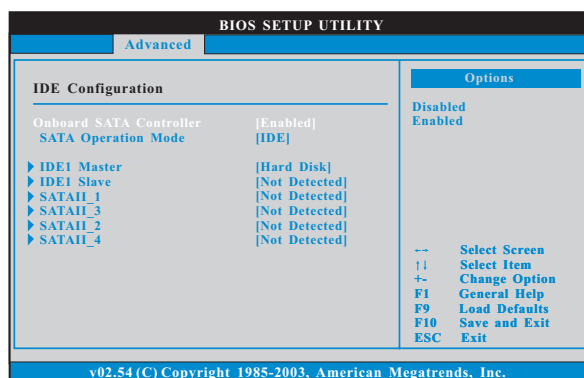 BIOS SETUP UTILITY
Advanced
IDE Configuration
Onboard SATA Controller [Enabled]
SATA Operation Mode [IDE]
IDE1 Master [Hard Disk]
IDE1 Slave [Not Detected]
SATAII_1 [Not Detected]
SATAII_3 [Not Detected]
SATAII_2 [Not Detected]
SATAII_4 [Not Detected]
Options
Disabled
Enabled
←→ Select Screen
↑↓ Select Item
+- Change Option
F1 General Help
F9 Load Defaults
F10 Save and Exit
ESC Exit
v02.54 (C) Copyright 1985-2003, American Megatrends, Inc.